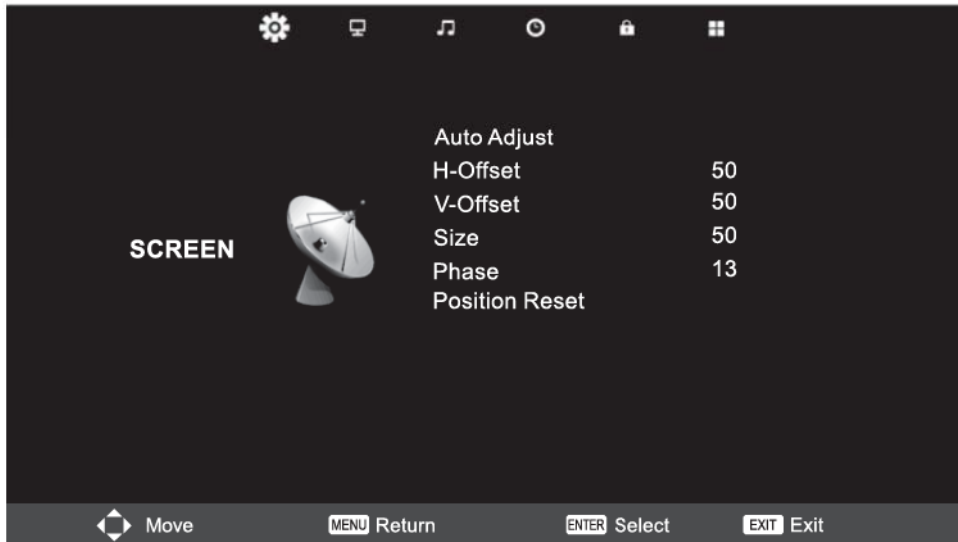 Auto Adjust
H-Offset 50
V-Offset 50
SCREEN
Size 50
Phase 13
Position Reset
Move MENU Return ENTER Select EXIT Exit